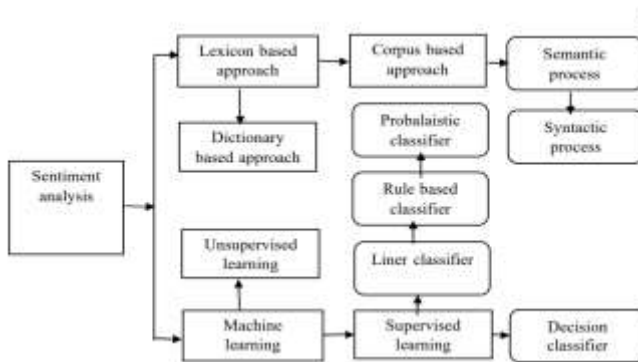 Lexicon based
approach
Corpus based
approach
Semantic
process
Probalaistic
classifier
Syntactic
process
Dictionary
based approach
Sentiment
analysis
Rule based
classifier
Unsupervised
learning
Liner classifier
Machine
learning
Supervised
learning
Decision
classifier